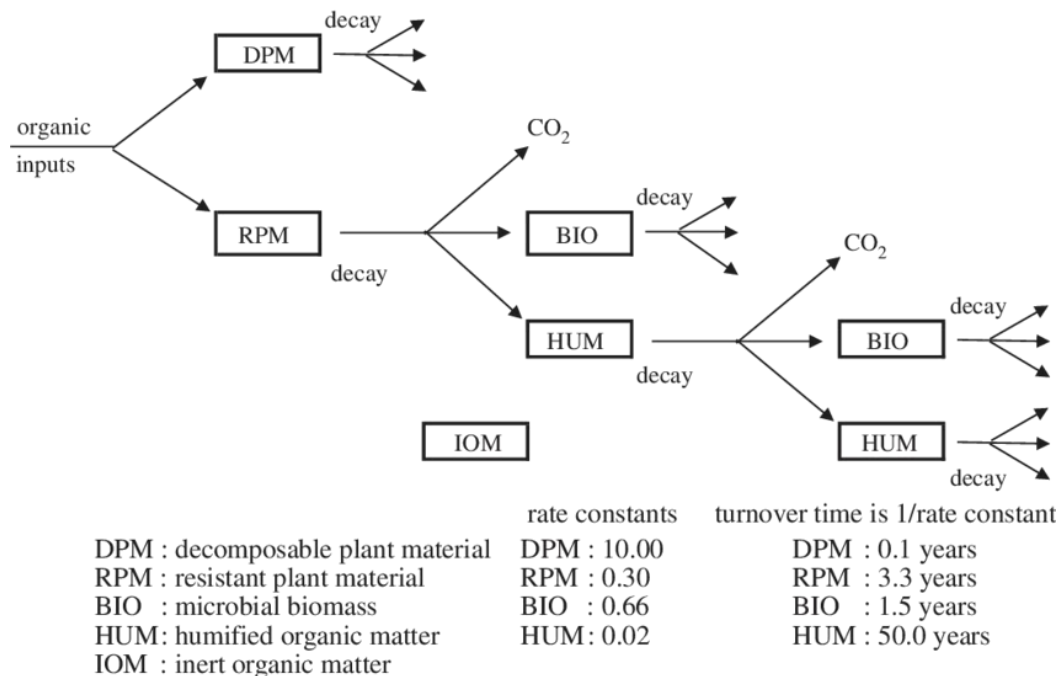 decay
DPM
organic
inputs
CO2
decay
RPM
BIO
decay
CO2
decay
HUM
BIO
decay
IOM
HUM
decay
rate constants turnover time is 1/rate constant
DPM : decomposable plant material DPM : 10.00 DPM : 0.1 years
RPM : resistant plant material RPM : 0.30 RPM : 3.3 years
BIO : microbial biomass BIO : 0.66 BIO : 1.5 years
HUM : humified organic matter HUM : 0.02 HUM : 50.0 years
IOM : inert organic matter